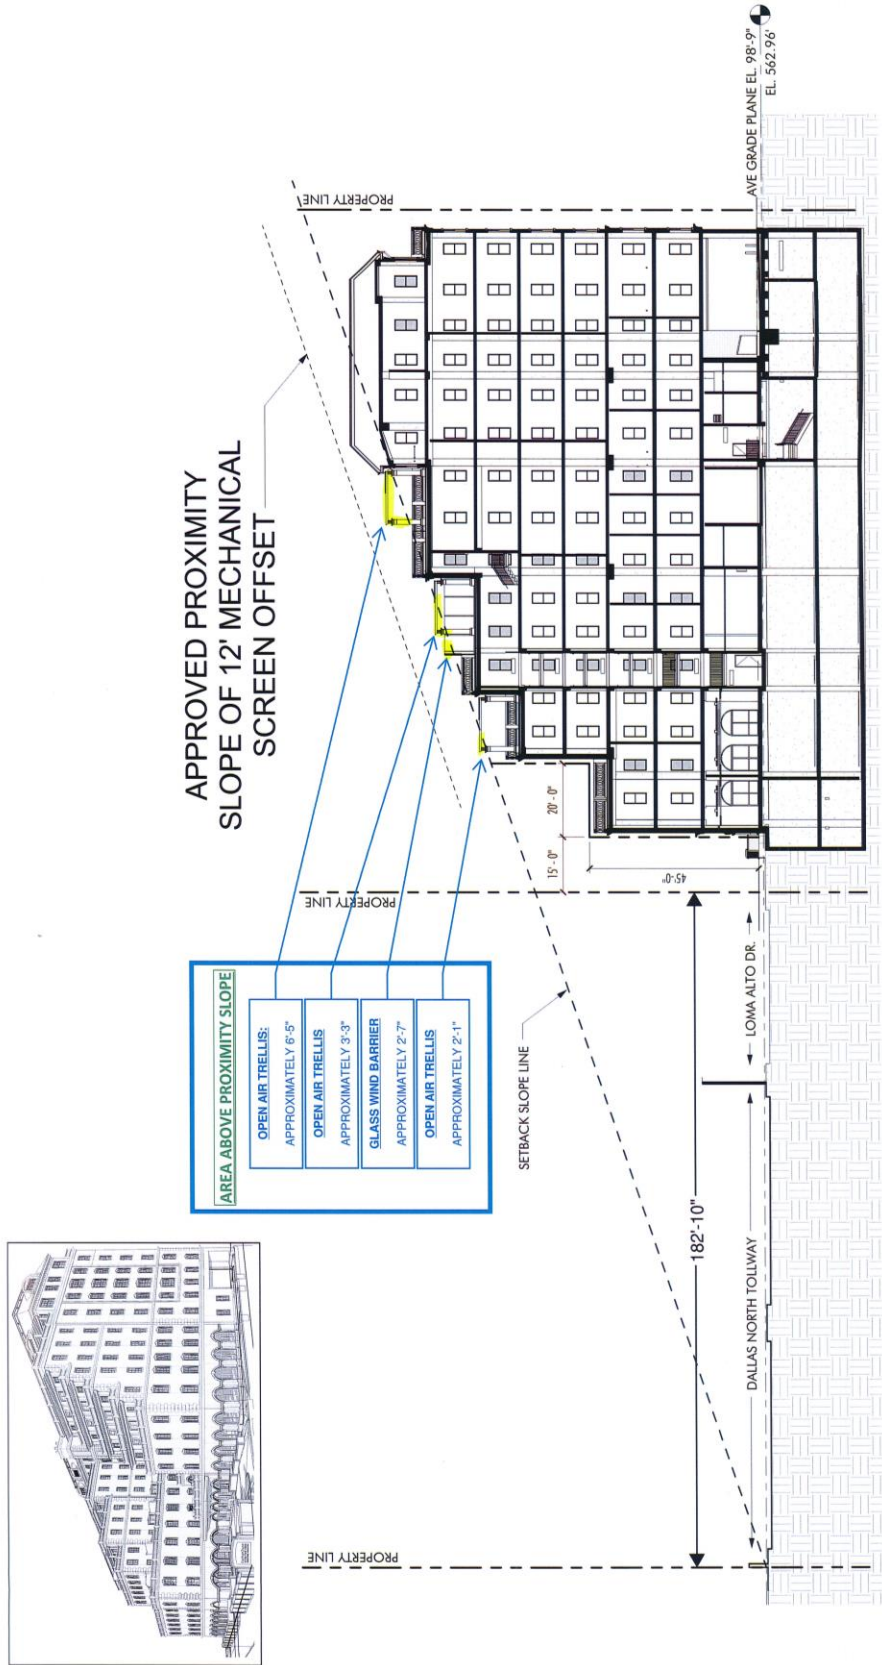 APPROVED PROXIMITY
SLOPE OF 12' MECHANICAL
SCREEN OFFSET
AREA ABOVE PROXIMITY SLOPE
OPEN AIR TRELLIS:
APPROXIMATELY 6'-5"
OPEN AIR TRELLIS
APPROXIMATELY 3'-3"
GLASS WIND BARRIER
APPROXIMATELY 2'-7"
OPEN AIR TRELLIS
APPROXIMATELY 2'-1"
SETBACK SLOPE LINE
PROPERTY LINE
PROPERTY LINE
PROPERTY LINE
15'-0"
20'-0"
45'-0"
182'-10"
DALLAS NORTH TOLLWAY
LOMA ALTO DR.
AVE GRADE PLANE EL. 98'-9"
EL. 562.96'